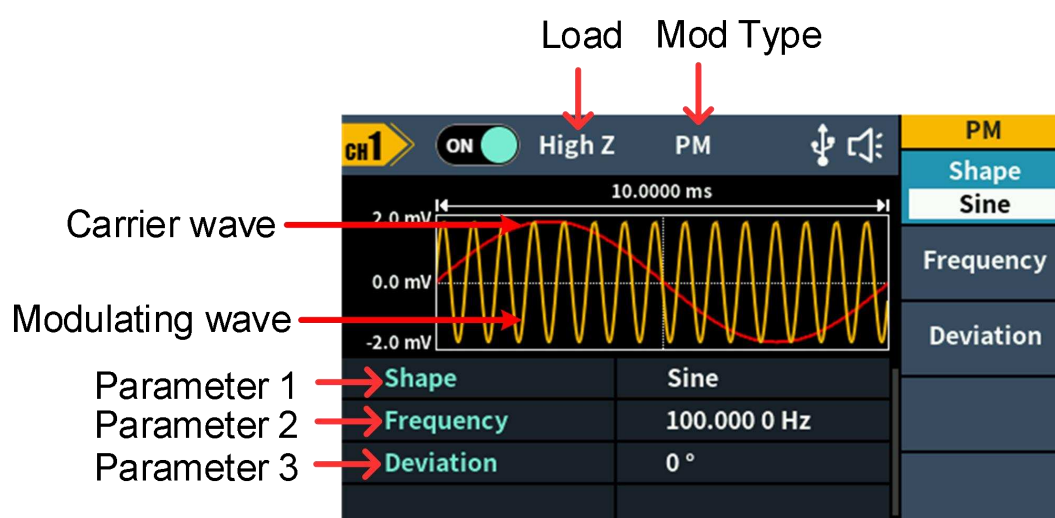 Load Mod Type
CH1 ON High Z PM PM
Shape
Sine
10.0000 ms
Carrier wave 2.0 mV
Frequency
0.0 mV
Modulating wave
Deviation
-2.0 mV
Parameter 1 Shape Sine
Parameter 2 Frequency 100.000 0 Hz
Parameter 3 Deviation 0 °